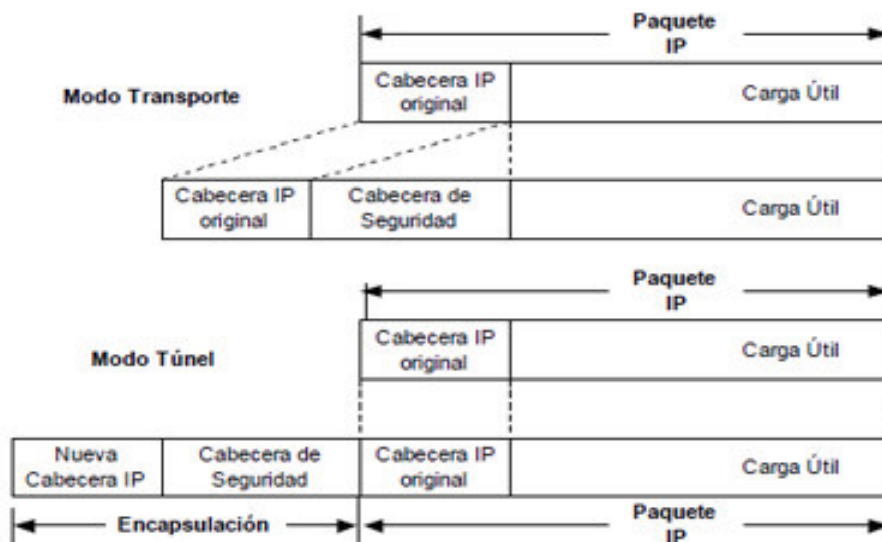 Paquete
IP
Modo Transporte
Cabecera IP
original
Carga Útil
Cabecera IP
original
Cabecera de
Seguridad
Carga Útil
Paquete
IP
Modo Túnel
Cabecera IP
original
Carga Útil
Nueva
Cabecera IP
Cabecera de
Seguridad
Cabecera IP
original
Carga Útil
Encapsulación
Paquete
IP